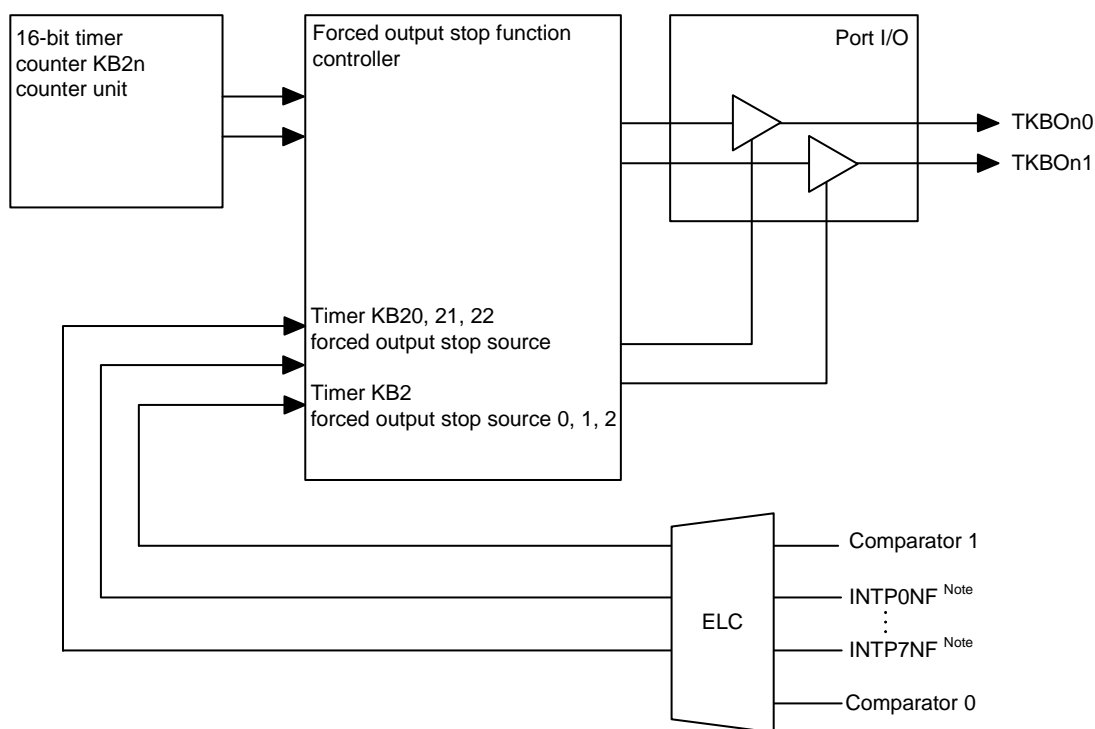 16-bit timer
counter KB2n
counter unit
Forced output stop function
controller
Port I/O
TKBOn0
TKBOn1
Timer KB20, 21, 22
forced output stop source
Timer KB2
forced output stop source 0, 1, 2
ELC
Comparator 1
INTP0NF Note
INTP7NF Note
Comparator 0